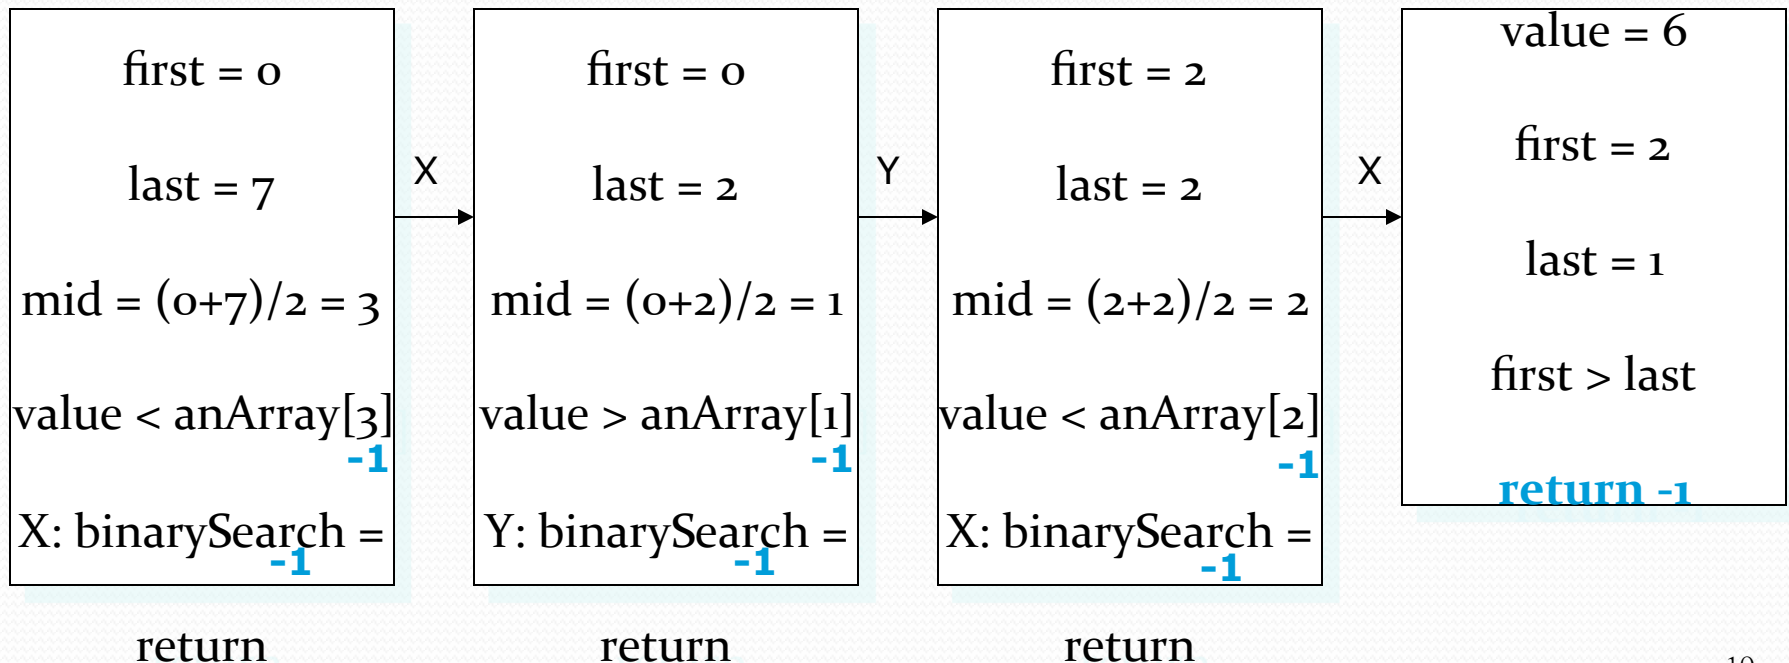 first = 0
last = 7
mid = (0+7)/2 = 3
value < anArray[3]
-1
X: binarySearch =
-1
return
X
first = 0
last = 2
mid = (0+2)/2 = 1
value > anArray[1]
-1
Y: binarySearch =
-1
return
Y
first = 2
last = 2
mid = (2+2)/2 = 2
value < anArray[2]
-1
X: binarySearch =
-1
return
X
value = 6
first = 2
last = 1
first > last
return -1